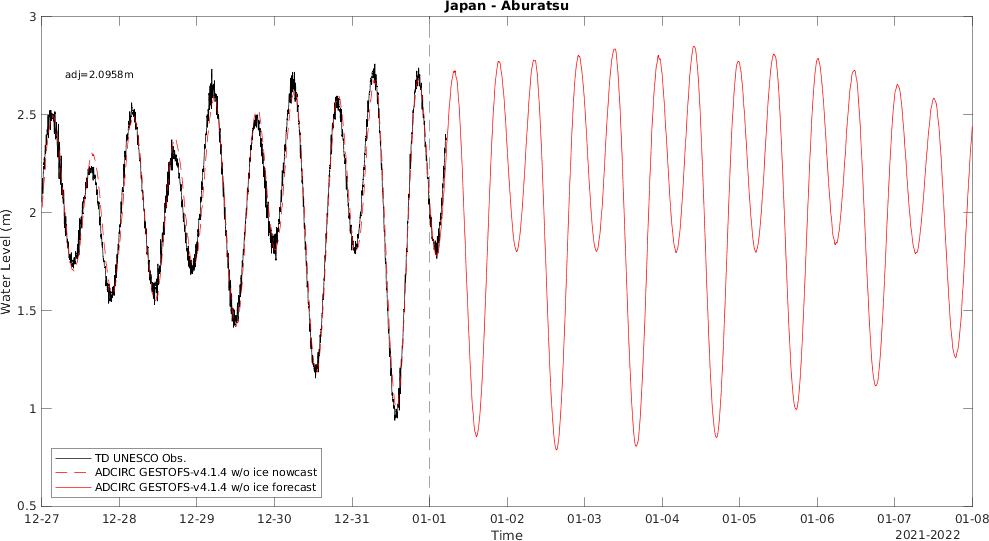 Japan - Aburatsu
adj=2.0958m
3
2.5
2
1.5
1
0.5
Water Level (m)
TD UNESCO Obs.
ADCIRC GESTOFS-v4.1.4 w/o ice nowcast
ADCIRC GESTOFS-v4.1.4 w/o ice forecast
12-27 12-28 12-29 12-30 12-31 01-01 01-02 01-03 01-04 01-05 01-06 01-07 01-08
Time
2021-2022